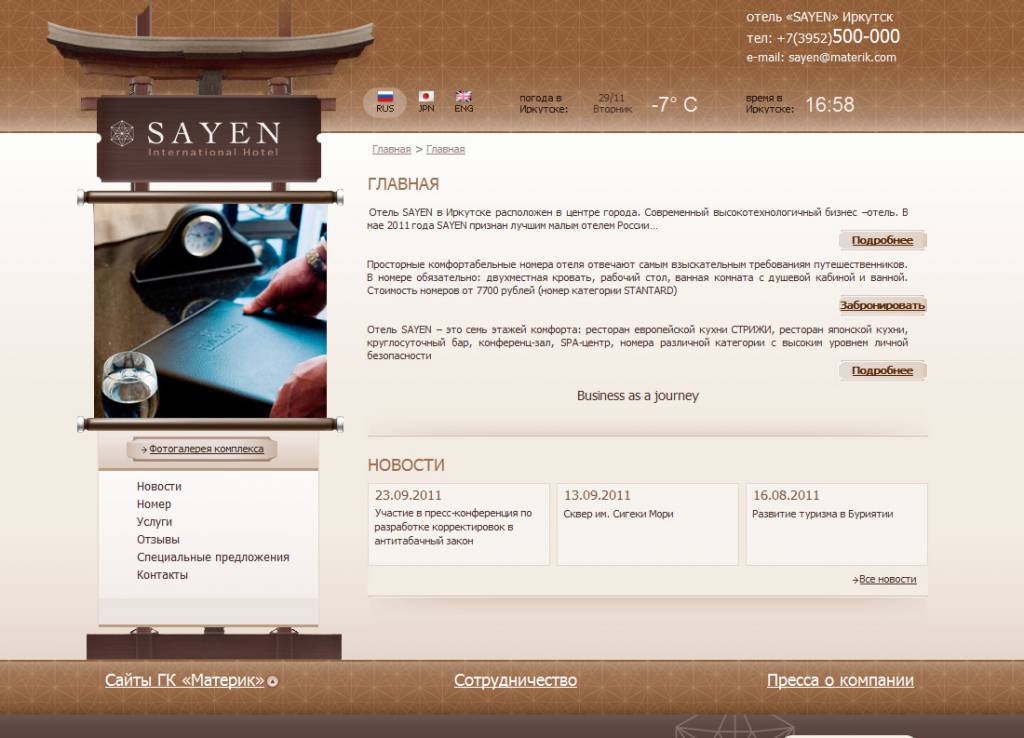 отель «SAYEN» Иркутск
тел: +7(3952)500-000
e-mail: sayen@materik.com
RUS JPN ENG
погода в Иркутске:
29/11 Вторник
-7° C
время в Иркутске:
16:58
SAYEN
International Hotel
Главная > Главная
ГЛАВНАЯ
Отель SAYEN в Иркутске расположен в центре города. Современный высокотехнологичный бизнес –отель. В
мае 2011 года SAYEN признан лучшим малым отелем России…
Подробнее
Просторные комфортабельные номера отеля отвечают самым взыскательным требованиям путешественников.
В номере обязательно: двухместная кровать, рабочий стол, ванная комната с душевой кабиной и ванной.
Стоимость номеров от 7700 рублей (номер категории STANTARD)
Забронировать
Отель SAYEN – это семь этажей комфорта: ресторан европейской кухни СТРИЖИ, ресторан японской кухни,
круглосуточный бар, конференц-зал, SPA-центр, номера различной категории с высоким уровнем личной
безопасности
Подробнее
Business as a journey
Фотогалерея комплекса
Новости
Номер
Услуги
Отзывы
Специальные предложения
Контакты
НОВОСТИ
23.09.2011
Участие в пресс-конференция по
разработке корректировок в
антитабачный закон
13.09.2011
Сквер им. Сигеки Мори
16.08.2011
Развитие туризма в Буриятии
Все новости
Сайты ГК «Материк»
Сотрудничество
Пресса о компании